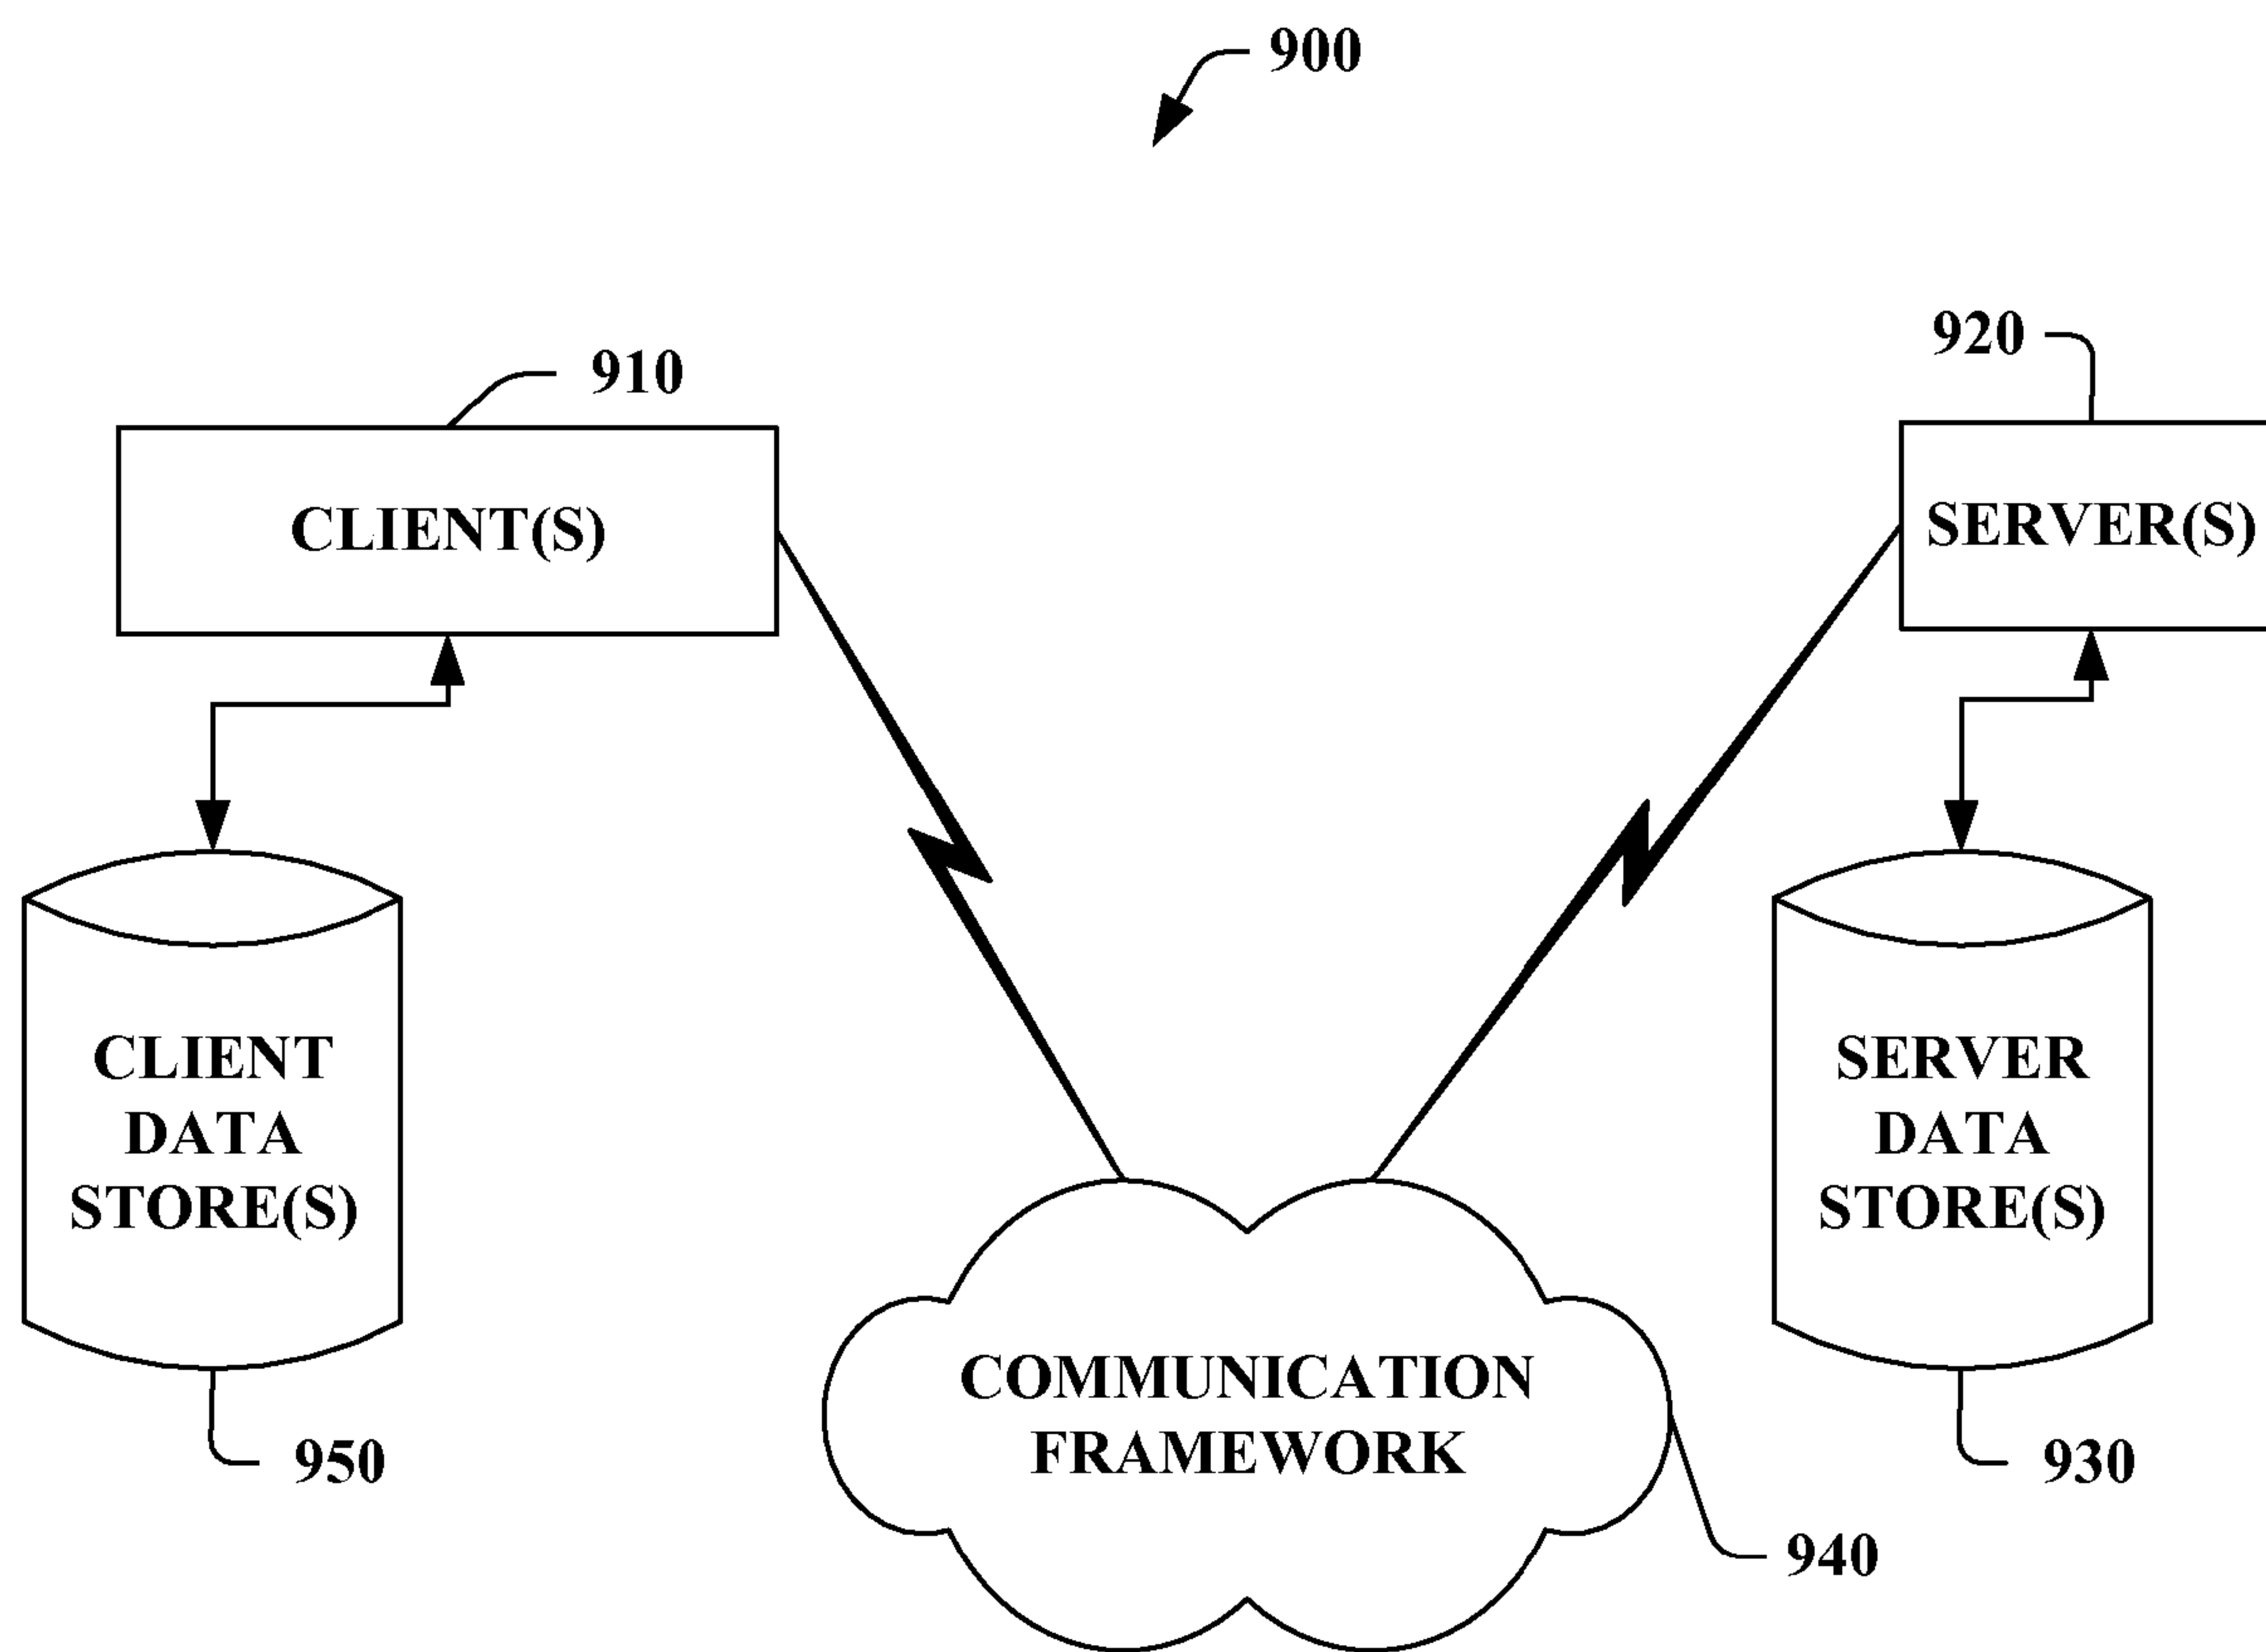 900
910
920
CLIENT(S)
SERVER(S)
CLIENT
DATA
STORE(S)
SERVER
DATA
STORE(S)
COMMUNICATION
FRAMEWORK
950
930
940